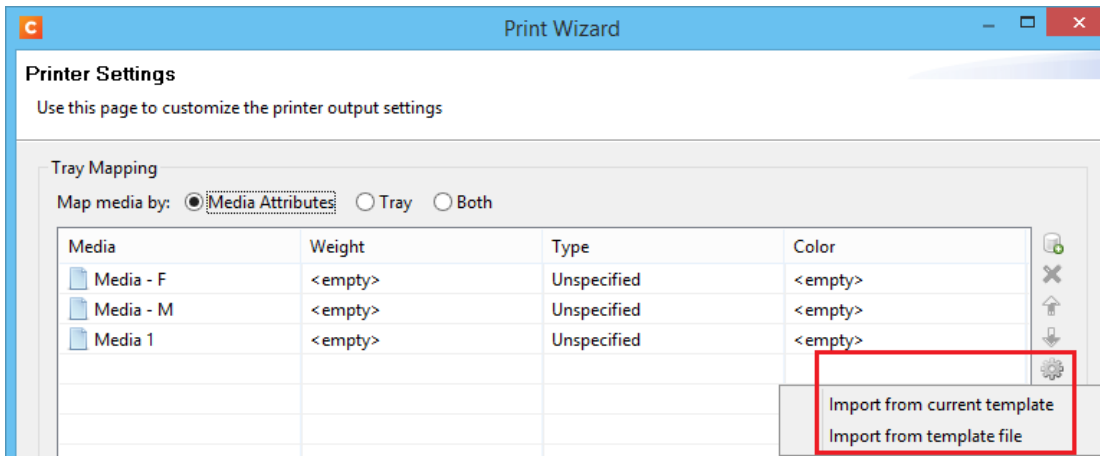 C
Print Wizard
Printer Settings
Use this page to customize the printer output settings
Tray Mapping
Map media by: Media Attributes Tray Both
Media Weight Type Color
Media - F <empty> Unspecified <empty>
Media - M <empty> Unspecified <empty>
Media 1 <empty> Unspecified <empty>
Import from current template
Import from template file